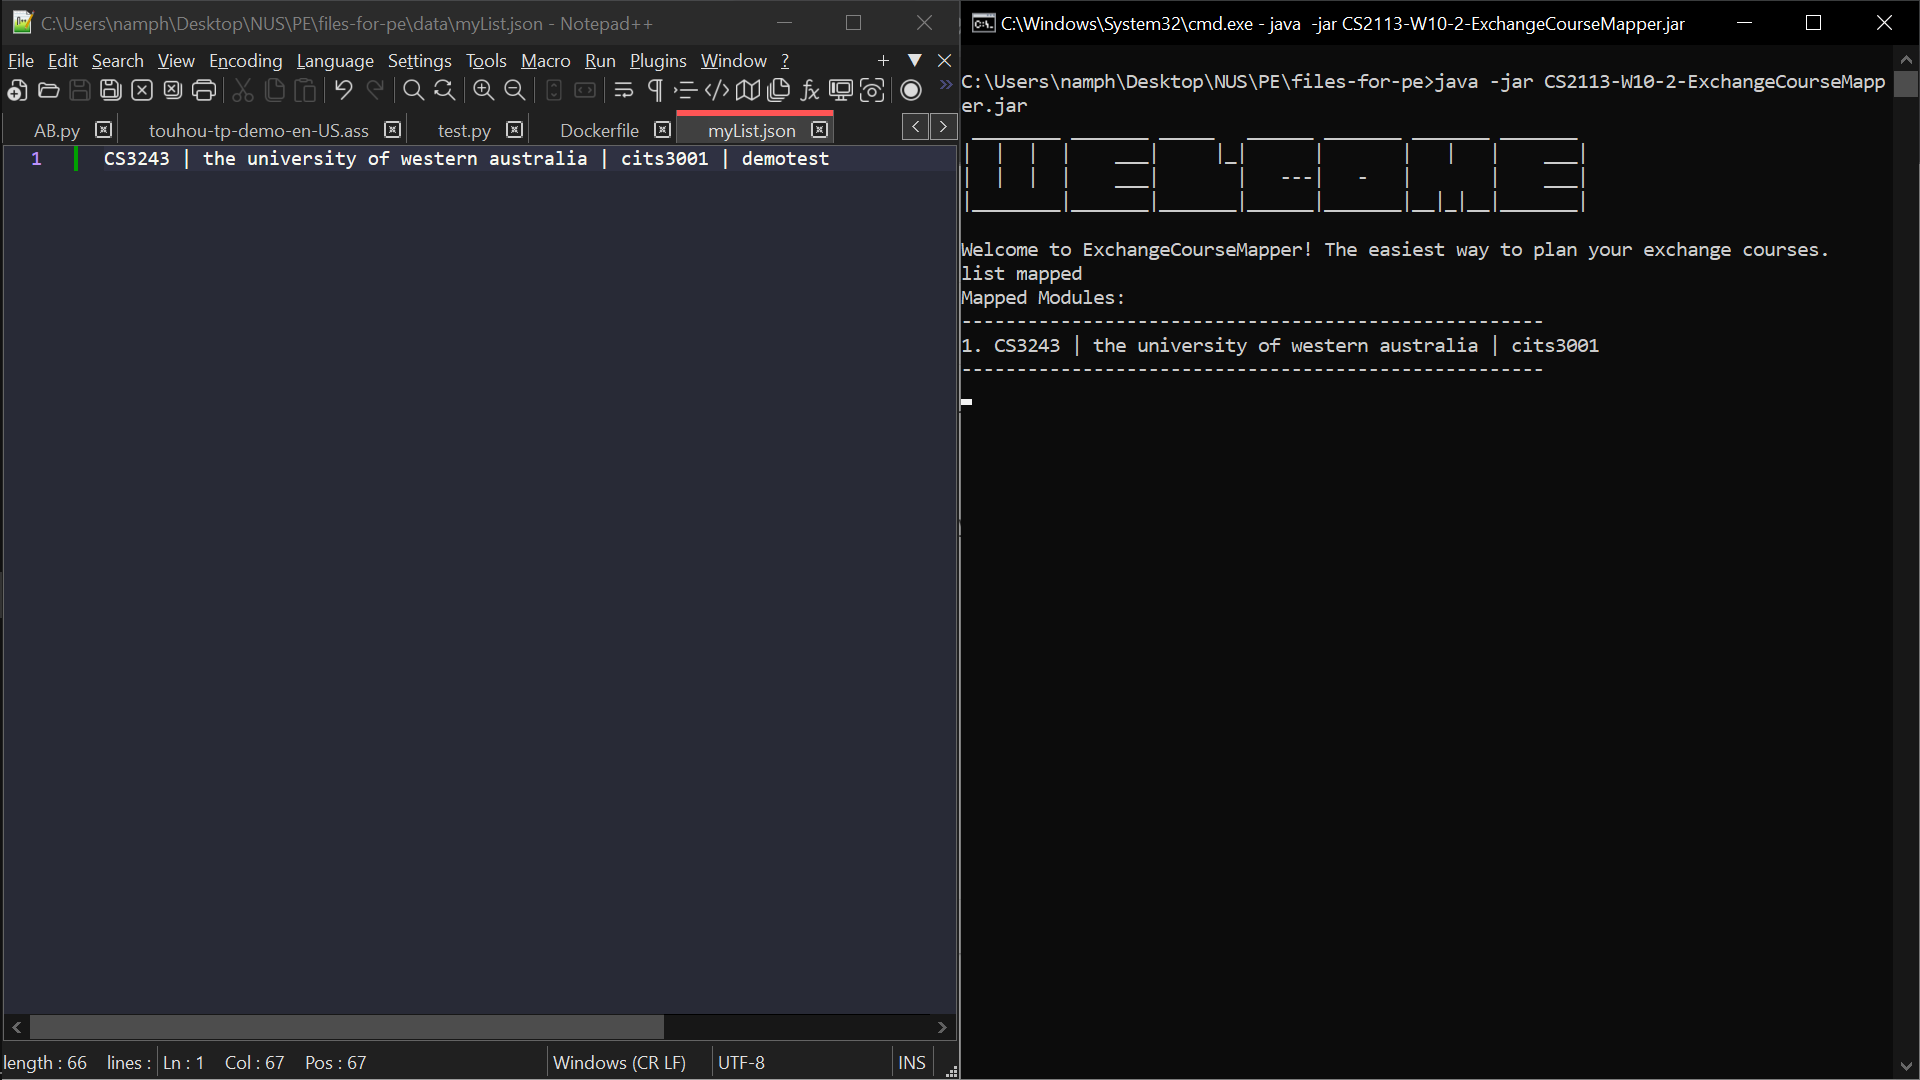 C:\Users\namph\Desktop\NUS\PE\files-for-pe\data\myList.json - Notepad++
File Edit Search View Encoding Language Settings Tools Macro Run Plugins Window ?
AB.py
touhou-tp-demo-en-US.ass
test.py
Dockerfile
myList.json
1 CS3243 | the university of western australia | cits3001 | demotest
length : 66 lines : Ln : 1 Col : 67 Pos : 67 Windows (CR LF) UTF-8 INS
C:\Windows\System32\cmd.exe - java -jar CS2113-W10-2-ExchangeCourseMapper.jar
C:\Users\namph\Desktop\NUS\PE\files-for-pe>java -jar CS2113-W10-2-ExchangeCourseMapp
er.jar
WELCOME
Welcome to ExchangeCourseMapper! The easiest way to plan your exchange courses.
list mapped
Mapped Modules:
-----------------------------------------------------
1. CS3243 | the university of western australia | cits3001
-----------------------------------------------------